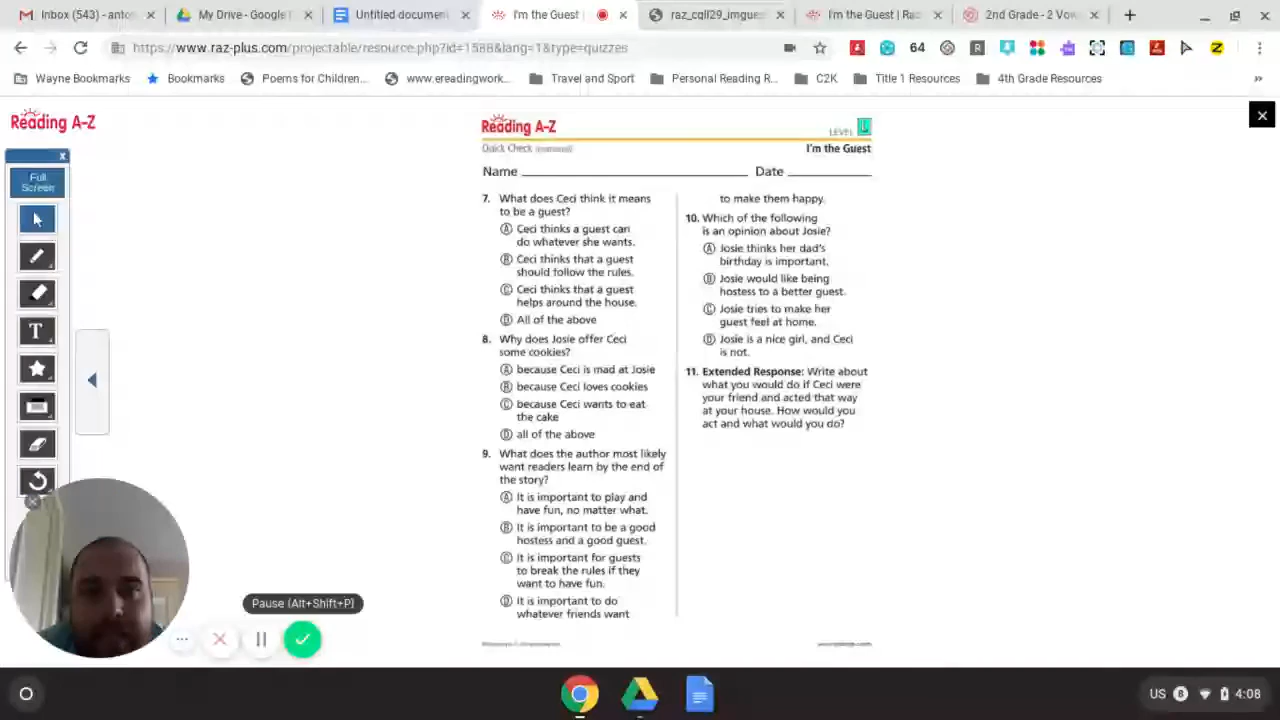 Inbox (543) - anton
My Drive - Google
Untitled document
I'm the Guest
raz_cqll29_imgues
I'm the Guest | Raz
2nd Grade - 2 Vow
https://www.raz-plus.com/projectable/resource.php?id=1588&lang=1&type=quizzes
64
Wayne Bookmarks
Bookmarks
Poems for Children...
www.ereadingwork...
Travel and Sport
Personal Reading R...
C2K
Title 1 Resources
4th Grade Resources
Reading A-Z
Full
Screen
T
Reading A-Z
LEVEL L
Quick Check (continued)
I'm the Guest
Name
Date
7. What does Ceci think it means
to be a guest?
A Ceci thinks a guest can
do whatever she wants.
B Ceci thinks that a guest
should follow the rules.
C Ceci thinks that a guest
helps around the house.
D All of the above
8. Why does Josie offer Ceci
some cookies?
A because Ceci is mad at Josie
B because Ceci loves cookies
C because Ceci wants to eat
the cake
D all of the above
9. What does the author most likely
want readers learn by the end of
the story?
A It is important to play and
have fun, no matter what.
B It is important to be a good
hostess and a good guest.
C It is important for guests
to break the rules if they
want to have fun.
D It is important to do
whatever friends want
to make them happy.
10. Which of the following
is an opinion about Josie?
A Josie thinks her dad's
birthday is important.
B Josie would like being
hostess to a better guest.
C Josie tries to make her
guest feel at home.
D Josie is a nice girl, and Ceci
is not.
11. Extended Response: Write about
what you would do if Ceci were
your friend and acted that way
at your house. How would you
act and what would you do?
Pause (Alt+Shift+P)
US
8
4:08